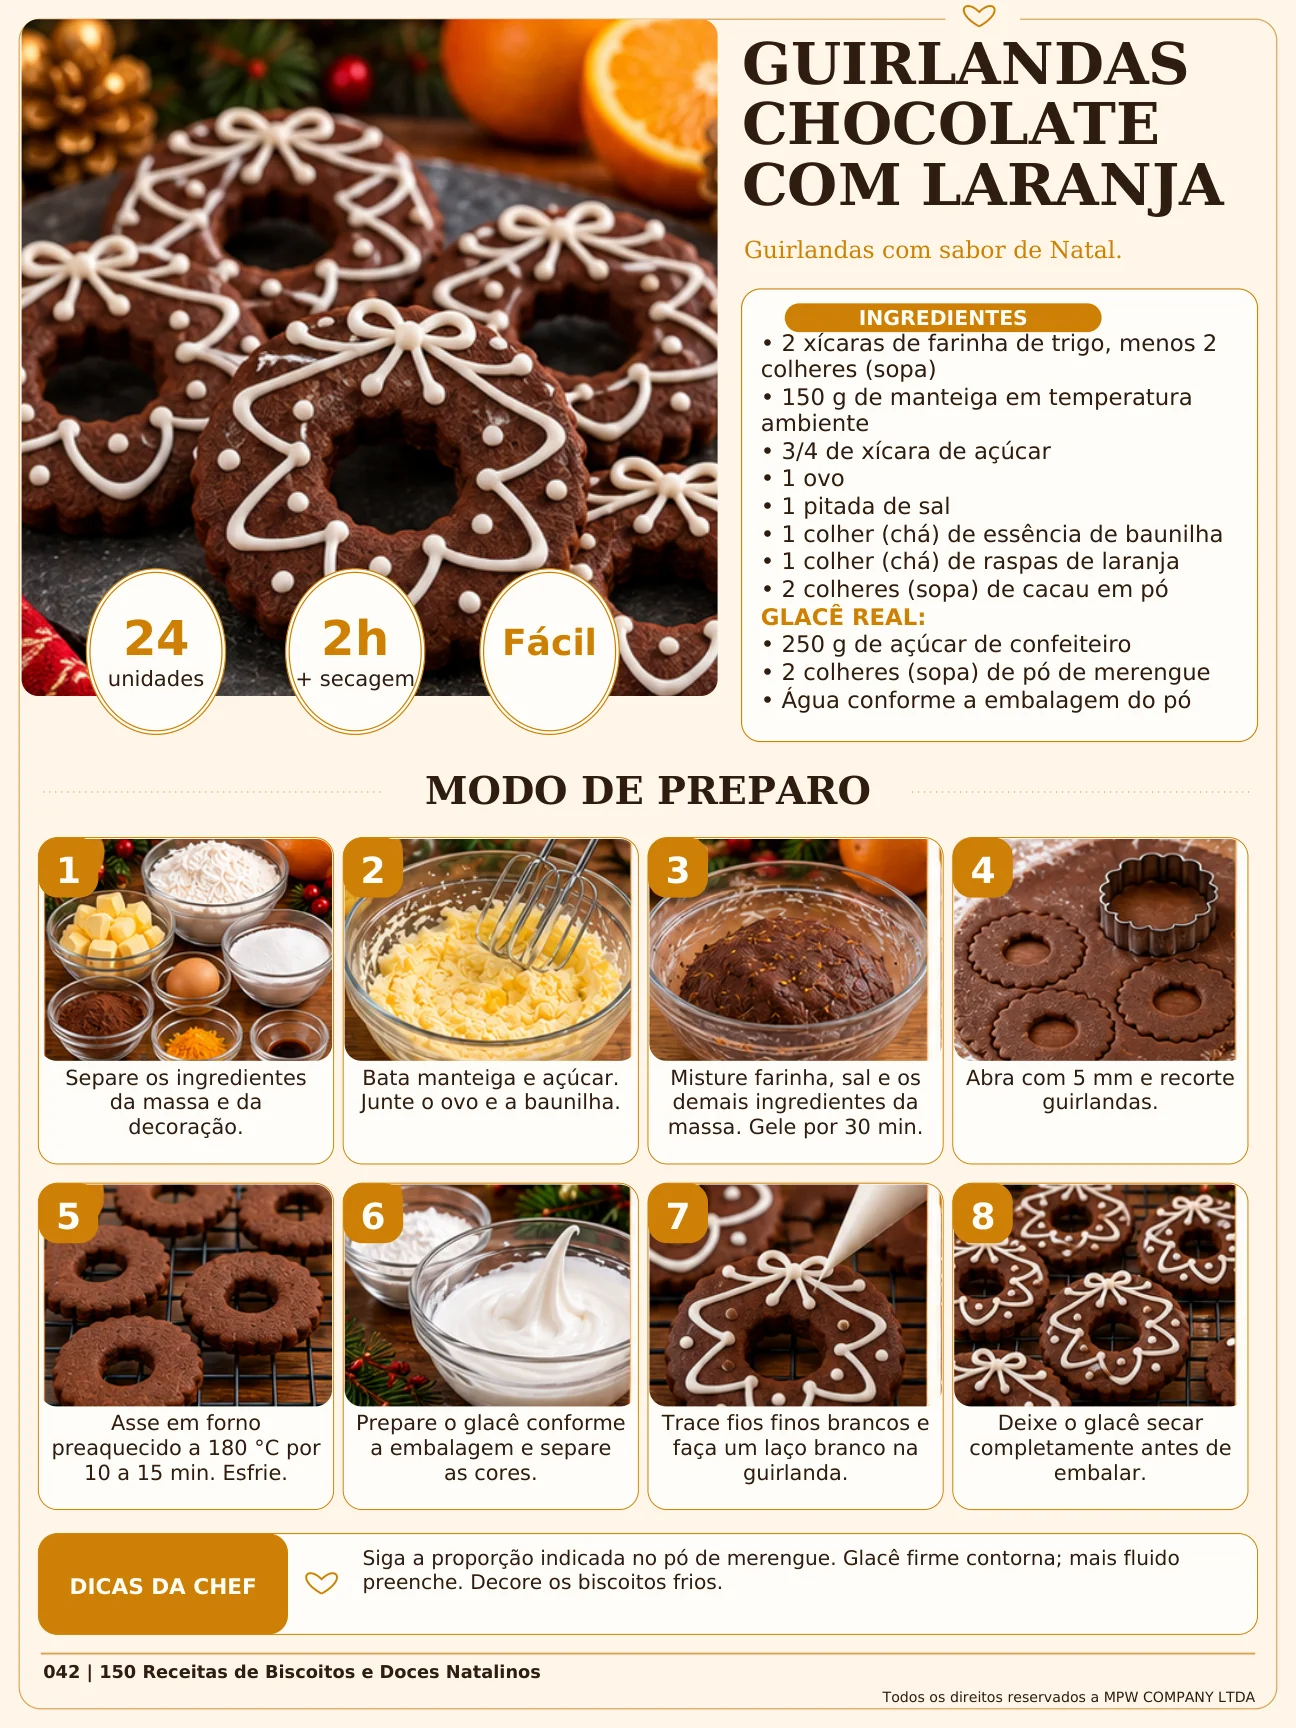 GUIRLANDAS
CHOCOLATE
COM LARANJA
Guirlandas com sabor de Natal.
INGREDIENTES
• 2 xícaras de farinha de trigo, menos 2
colheres (sopa)
• 150 g de manteiga em temperatura
ambiente
• 3/4 de xícara de açúcar
• 1 ovo
• 1 pitada de sal
• 1 colher (chá) de essência de baunilha
• 1 colher (chá) de raspas de laranja
• 2 colheres (sopa) de cacau em pó
GLACÊ REAL:
• 250 g de açúcar de confeiteiro
• 2 colheres (sopa) de pó de merengue
• Água conforme a embalagem do pó
24
unidades
2h
+ secagem
Fácil
MODO DE PREPARO
1
Separe os ingredientes
da massa e da
decoração.
2
Bata manteiga e açúcar.
Junte o ovo e a baunilha.
3
Misture farinha, sal e os
demais ingredientes da
massa. Gele por 30 min.
4
Abra com 5 mm e recorte
guirlandas.
5
Asse em forno
preaquecido a 180 °C por
10 a 15 min. Esfrie.
6
Prepare o glacê conforme
a embalagem e separe
as cores.
7
Trace fios finos brancos e
faça um laço branco na
guirlanda.
8
Deixe o glacê secar
completamente antes de
embalar.
DICAS DA CHEF
Siga a proporção indicada no pó de merengue. Glacê firme contorna; mais fluido
preenche. Decore os biscoitos frios.
042 | 150 Receitas de Biscoitos e Doces Natalinos
Todos os direitos reservados a MPW COMPANY LTDA